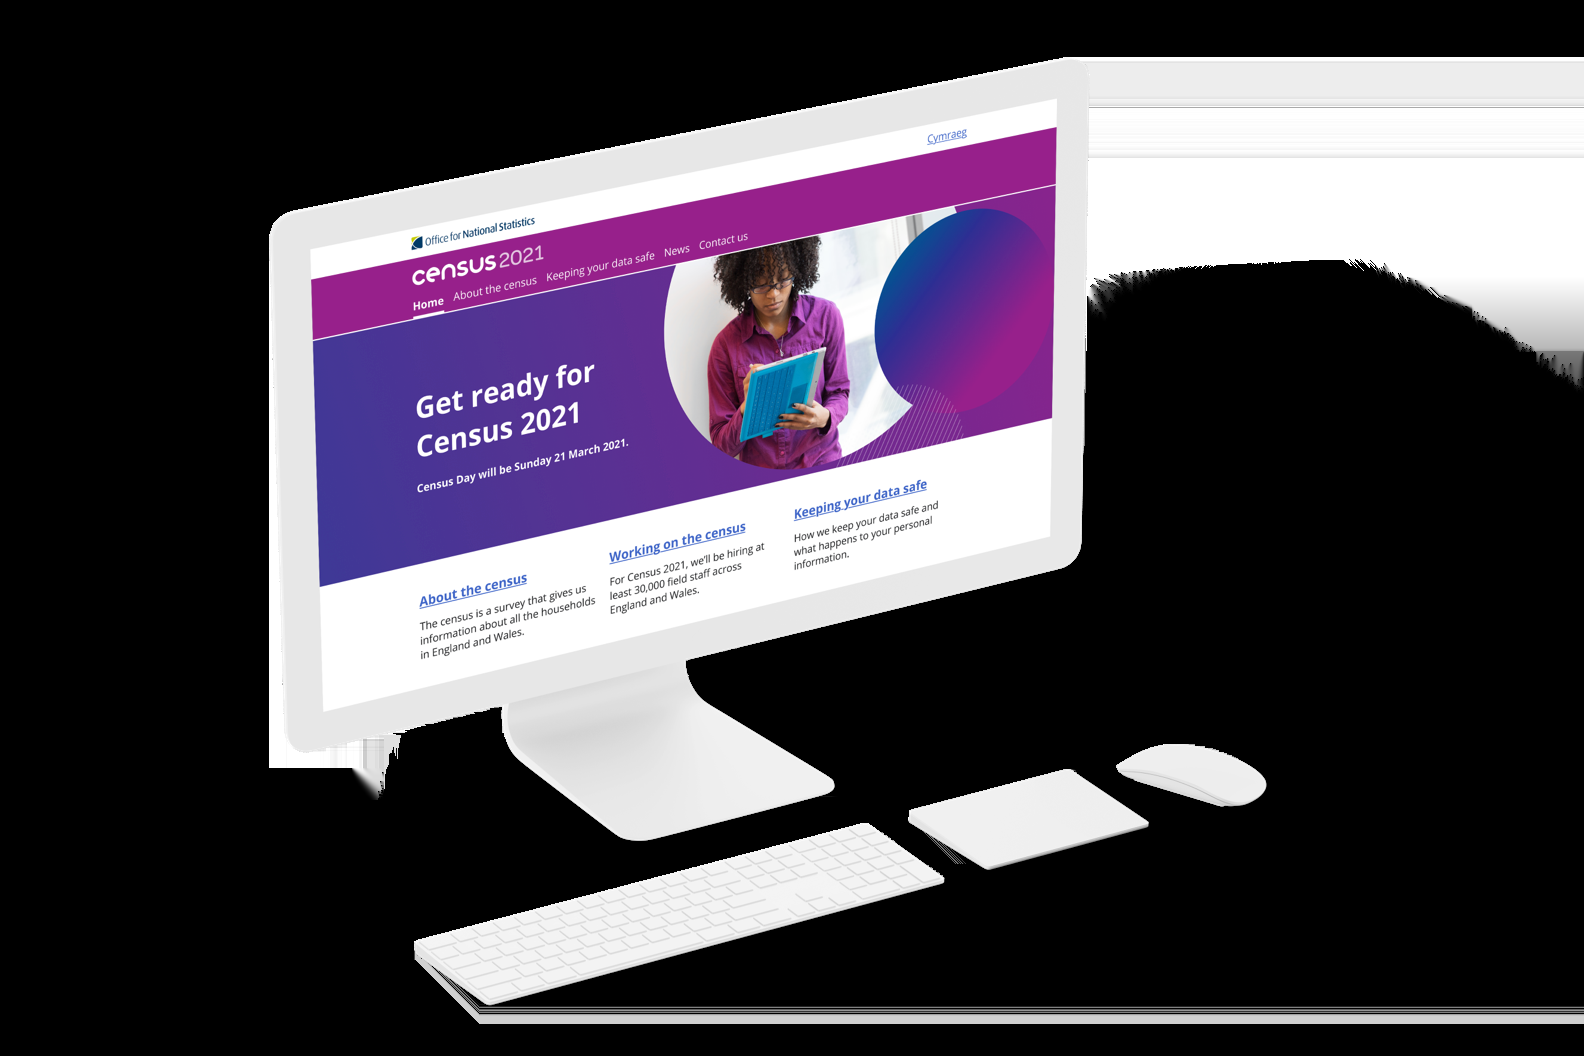 Cymraeg
Office for National Statistics
census 2021
Home About the census Keeping your data safe News Contact us
Get ready for
Census 2021
Census Day will be Sunday 21 March 2021.
About the census
The census is a survey that gives us
information about all the households
in England and Wales.
Working on the census
For Census 2021, we'll be hiring at
least 30,000 field staff across
England and Wales.
Keeping your data safe
How we keep your data safe and
what happens to your personal
information.